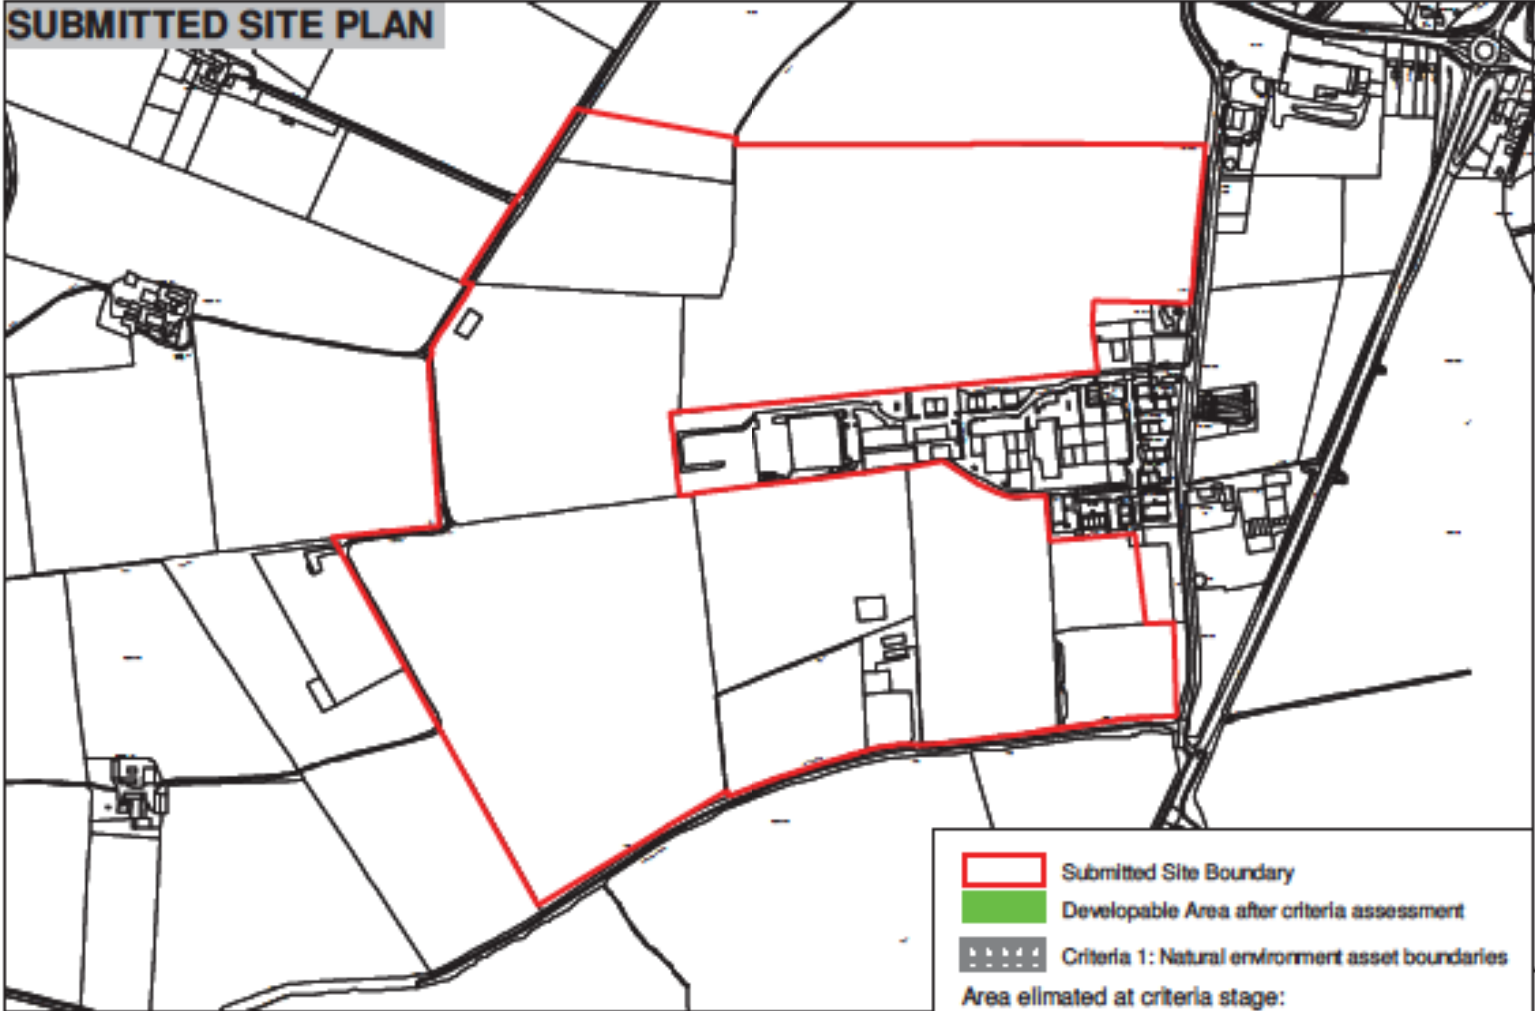 SUBMITTED SITE PLAN
Submitted Site Boundary
Developable Area after criteria assessment
Criteria 1: Natural environment asset boundaries
Area elimated at criteria stage: